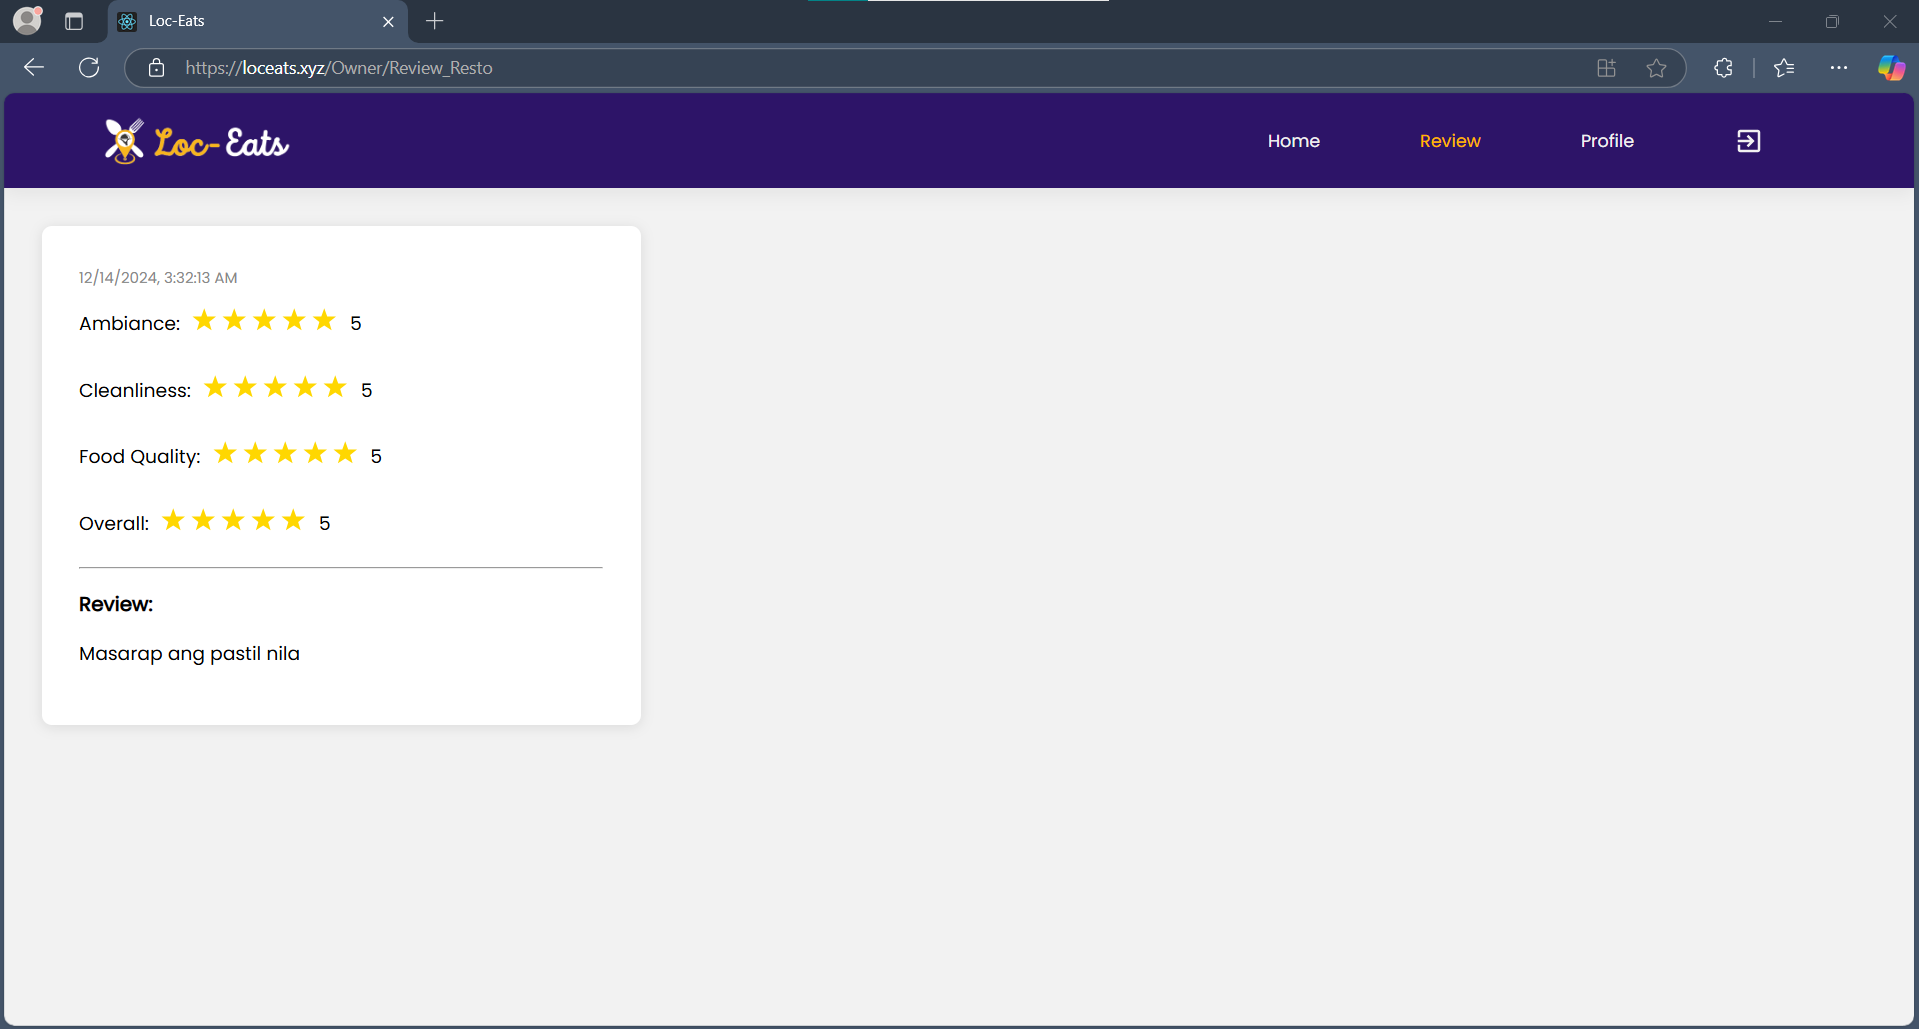 Loc-Eats
https://loceats.xyz/Owner/Review_Resto
Loc-Eats
Home
Review
Profile
12/14/2024, 3:32:13 AM
Ambiance: ★★★★★ 5
Cleanliness: ★★★★★ 5
Food Quality: ★★★★★ 5
Overall: ★★★★★ 5
Review:
Masarap ang pastil nila